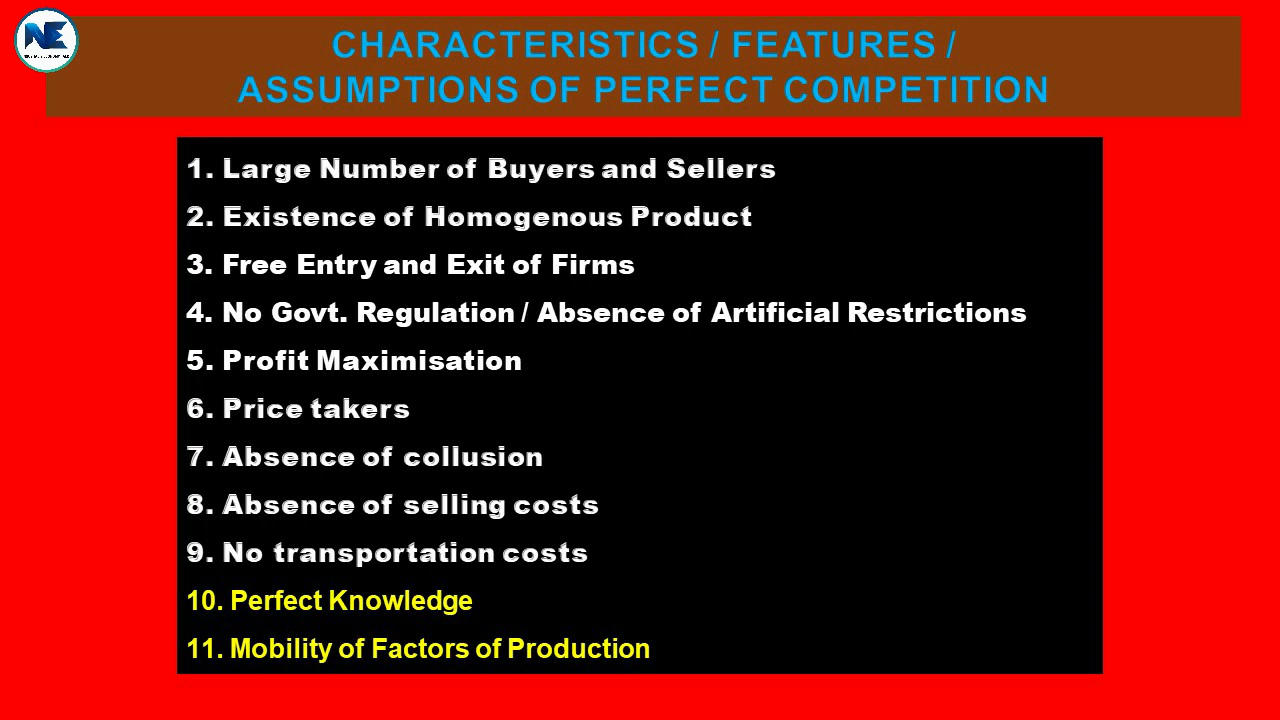 NE
CHARACTERISTICS / FEATURES /
ASSUMPTIONS OF PERFECT COMPETITION
1. Large Number of Buyers and Sellers
2. Existence of Homogenous Product
3. Free Entry and Exit of Firms
4. No Govt. Regulation / Absence of Artificial Restrictions
5. Profit Maximisation
6. Price takers
7. Absence of collusion
8. Absence of selling costs
9. No transportation costs
10. Perfect Knowledge
11. Mobility of Factors of Production